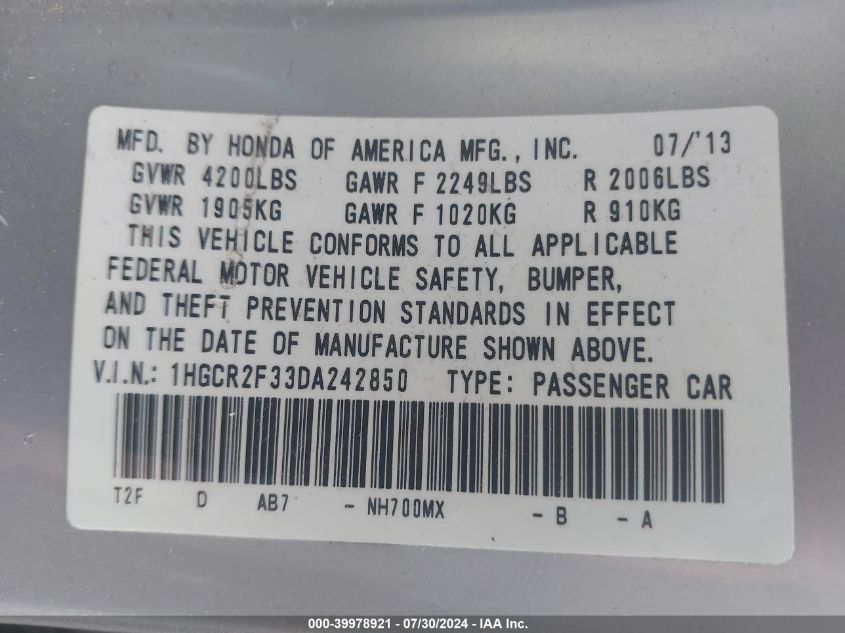 MFD. BY HONDA OF AMERICA MFG., INC. 07/'13
GVWR 4200LBS GAWR F 2249LBS R 2006LBS
GVWR 1905KG GAWR F 1020KG R 910KG
THIS VEHICLE CONFORMS TO ALL APPLICABLE
FEDERAL MOTOR VEHICLE SAFETY, BUMPER,
AND THEFT PREVENTION STANDARDS IN EFFECT
ON THE DATE OF MANUFACTURE SHOWN ABOVE.
V.I.N.: 1HGCR2F33DA242850 TYPE: PASSENGER CAR
T2F D AB7 - NH700MX - B - A
000-39978921 / 07/30/2024 - IAA Inc.